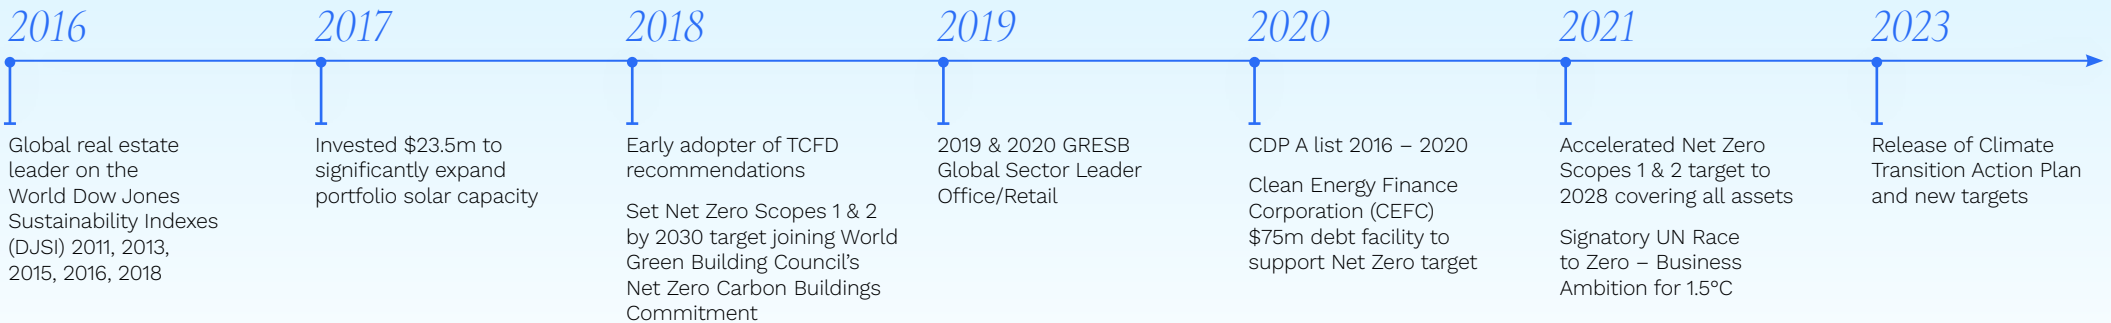 2016
Global real estate
leader on the
World Dow Jones
Sustainability Indexes
(DJSI) 2011, 2013,
2015, 2016, 2018
2017
Invested $23.5m to
significantly expand
portfolio solar capacity
2018
Early adopter of TCFD
recommendations
Set Net Zero Scopes 1 & 2
by 2030 target joining World
Green Building Council’s
Net Zero Carbon Buildings
Commitment
2019
2019 & 2020 GRESB
Global Sector Leader
Office/Retail
2020
CDP A list 2016 – 2020
Clean Energy Finance
Corporation (CEFC)
$75m debt facility to
support Net Zero target
2021
Accelerated Net Zero
Scopes 1 & 2 target to
2028 covering all assets
Signatory UN Race
to Zero – Business
Ambition for 1.5°C
2023
Release of Climate
Transition Action Plan
and new targets